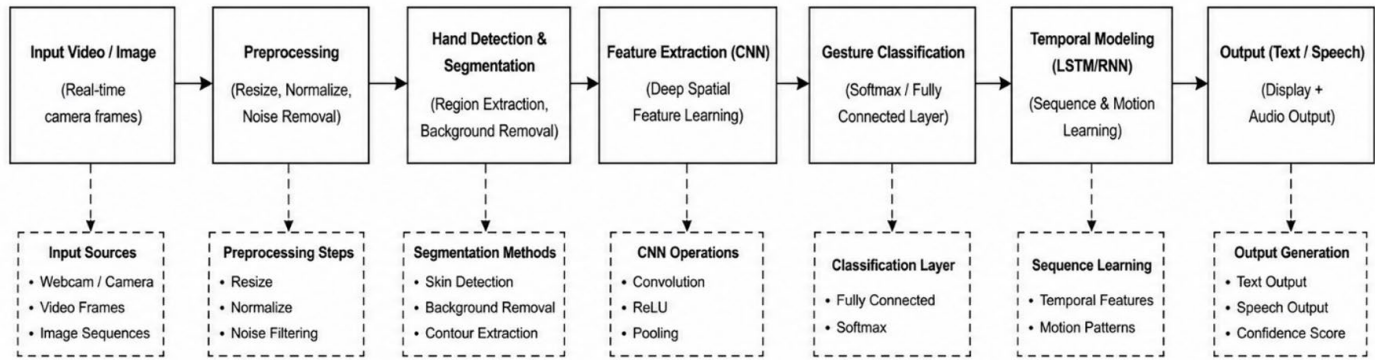 Input Video / Image
(Real-time
camera frames)
Preprocessing
(Resize, Normalize,
Noise Removal)
Hand Detection &
Segmentation
(Region Extraction,
Background Removal)
Feature Extraction (CNN)
(Deep Spatial
Feature Learning)
Gesture Classification
(Softmax / Fully
Connected Layer)
Temporal Modeling
(LSTM/RNN)
(Sequence & Motion
Learning)
Output (Text / Speech)
(Display +
Audio Output)
Input Sources
• Webcam / Camera
• Video Frames
• Image Sequences
Preprocessing Steps
• Resize
• Normalize
• Noise Filtering
Segmentation Methods
• Skin Detection
• Background Removal
• Contour Extraction
CNN Operations
• Convolution
• ReLU
• Pooling
Classification Layer
• Fully Connected
• Softmax
Sequence Learning
• Temporal Features
• Motion Patterns
Output Generation
• Text Output
• Speech Output
• Confidence Score